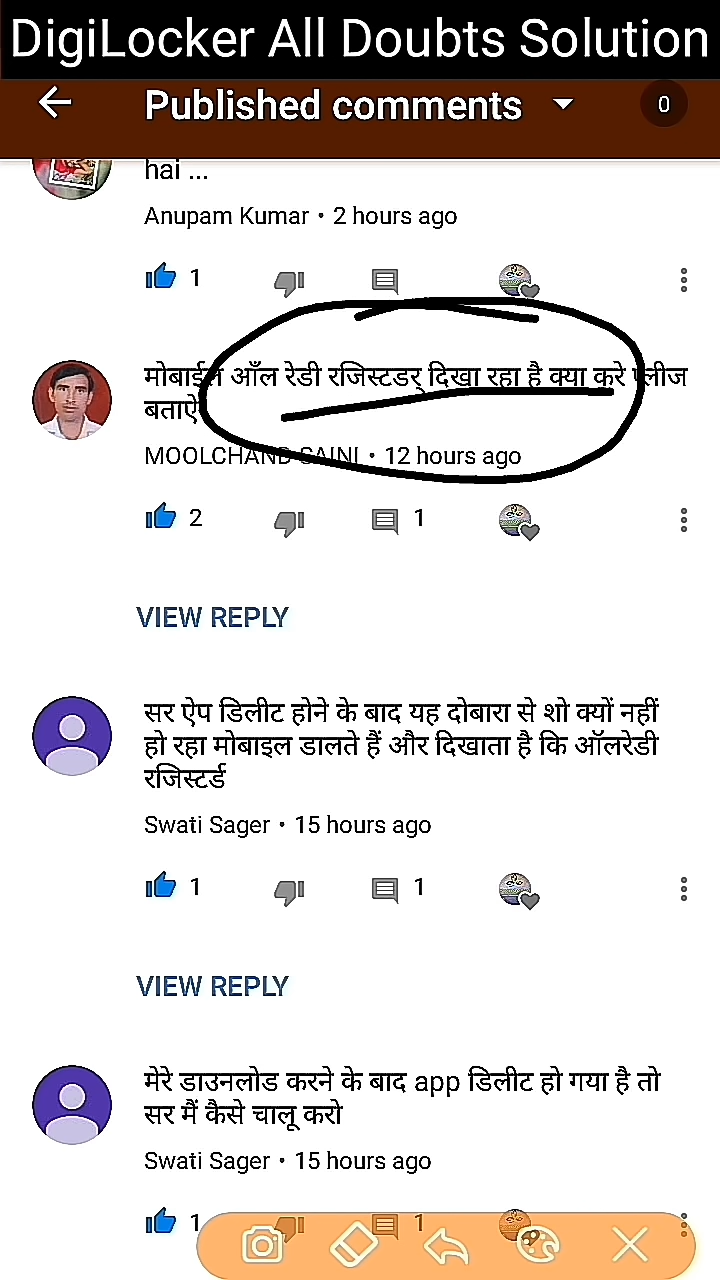 DigiLocker All Doubts Solution
Published comments
0
hai ...
Anupam Kumar • 2 hours ago
1
मोबाईल ऑल रेडी रजिस्टडर् दिखा रहा है क्या करे प्लीज
बताऐ
MOOLCHAND SAINI • 12 hours ago
2 1
VIEW REPLY
सर ऐप डिलीट होने के बाद यह दोबारा से शो क्यों नहीं
हो रहा मोबाइल डालते हैं और दिखाता है कि ऑलरेडी
रजिस्टर्ड
Swati Sager • 15 hours ago
1 1
VIEW REPLY
मेरे डाउनलोड करने के बाद app डिलीट हो गया है तो
सर मैं कैसे चालू करो
Swati Sager • 15 hours ago
1 1